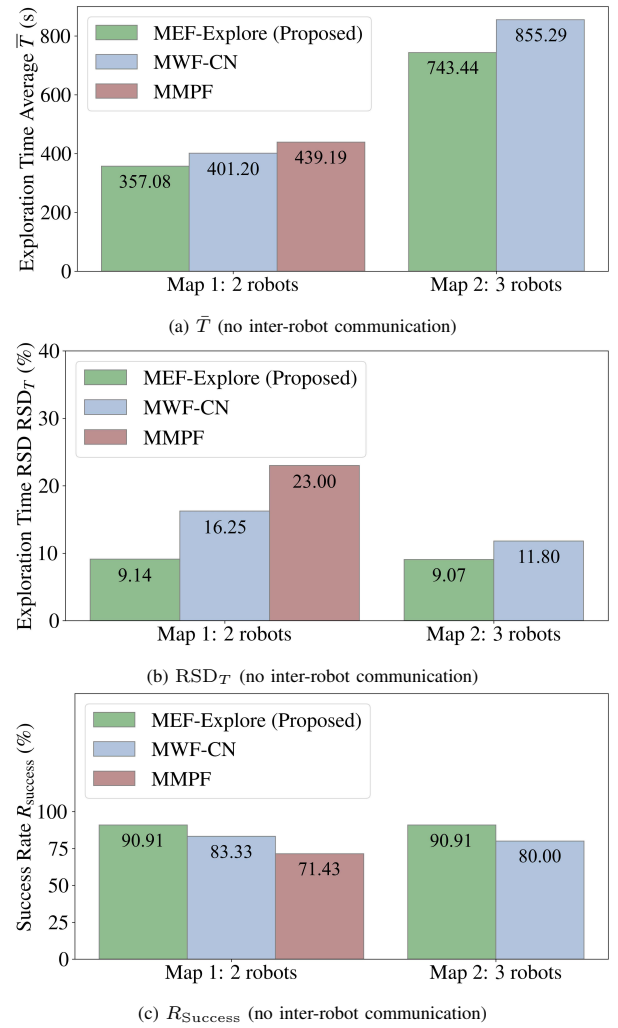 Exploration Time Average T̅ (s)
800
600
400
200
0
MEF-Explore (Proposed)
MWF-CN
MMPF
357.08
401.20
439.19
743.44
855.29
Map 1: 2 robots
Map 2: 3 robots
(a) T̄ (no inter-robot communication)
Exploration Time RSD RSD_T (%)
40
30
20
10
0
MEF-Explore (Proposed)
MWF-CN
MMPF
9.14
16.25
23.00
9.07
11.80
Map 1: 2 robots
Map 2: 3 robots
(b) RSD_T (no inter-robot communication)
Success Rate R_success (%)
100
75
50
25
0
MEF-Explore (Proposed)
MWF-CN
MMPF
90.91
83.33
71.43
90.91
80.00
Map 1: 2 robots
Map 2: 3 robots
(c) R_Success (no inter-robot communication)